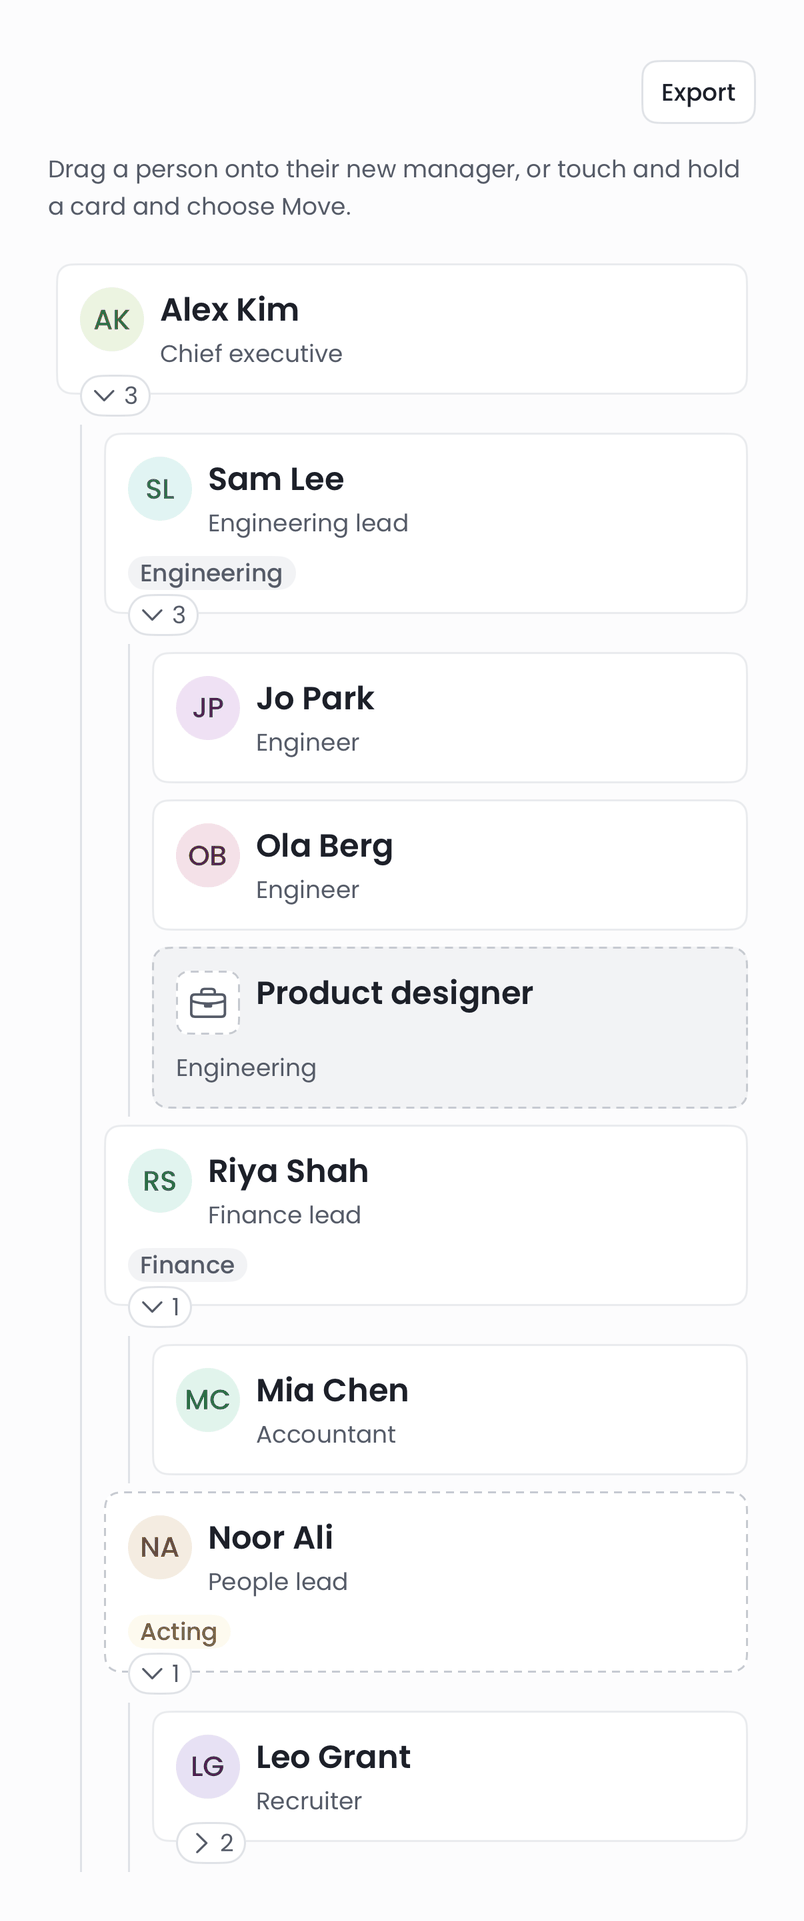 Export
Drag a person onto their new manager, or touch and hold
a card and choose Move.
AK
Alex Kim
Chief executive
3
SL
Sam Lee
Engineering lead
Engineering
3
JP
Jo Park
Engineer
OB
Ola Berg
Engineer
Product designer
Engineering
RS
Riya Shah
Finance lead
Finance
1
MC
Mia Chen
Accountant
NA
Noor Ali
People lead
Acting
1
LG
Leo Grant
Recruiter
2